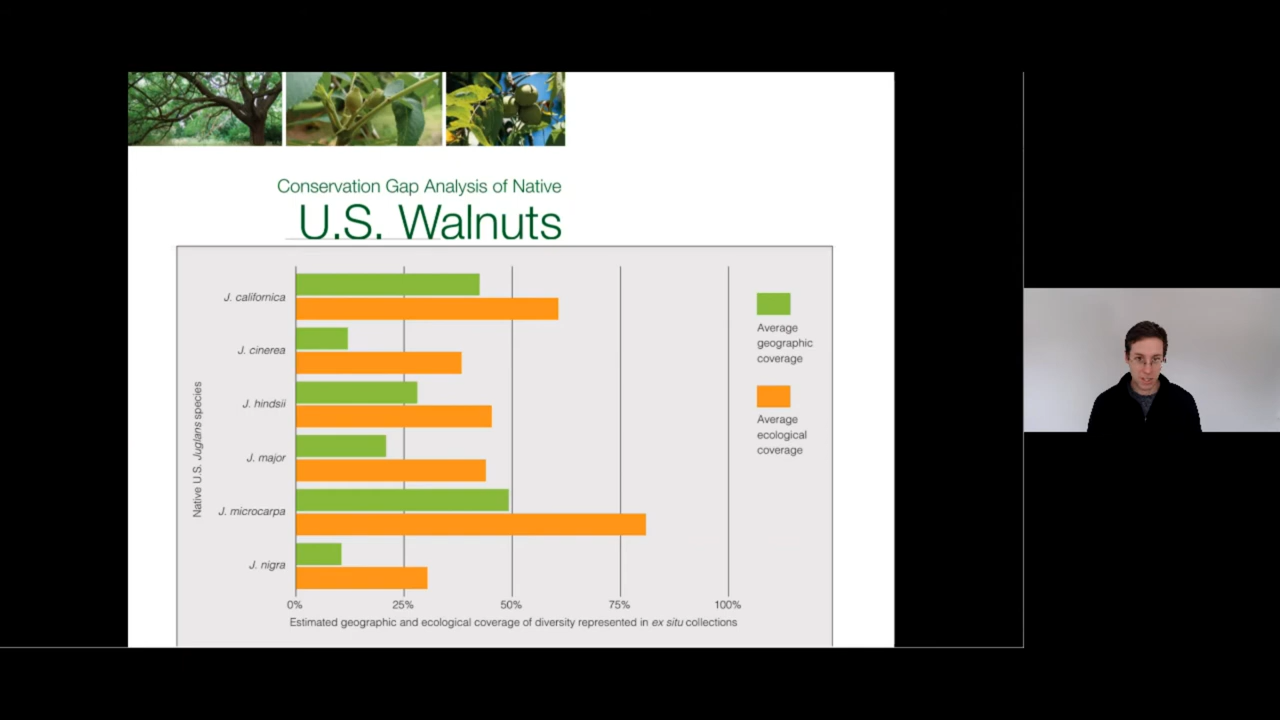 Conservation Gap Analysis of Native
U.S. Walnuts
J. californica
J. cinerea
J. hindsii
J. major
J. microcarpa
J. nigra
Native U.S. Juglans species
0%
25%
50%
75%
100%
Estimated geographic and ecological coverage of diversity represented in ex situ collections
Average
geographic
coverage
Average
ecological
coverage